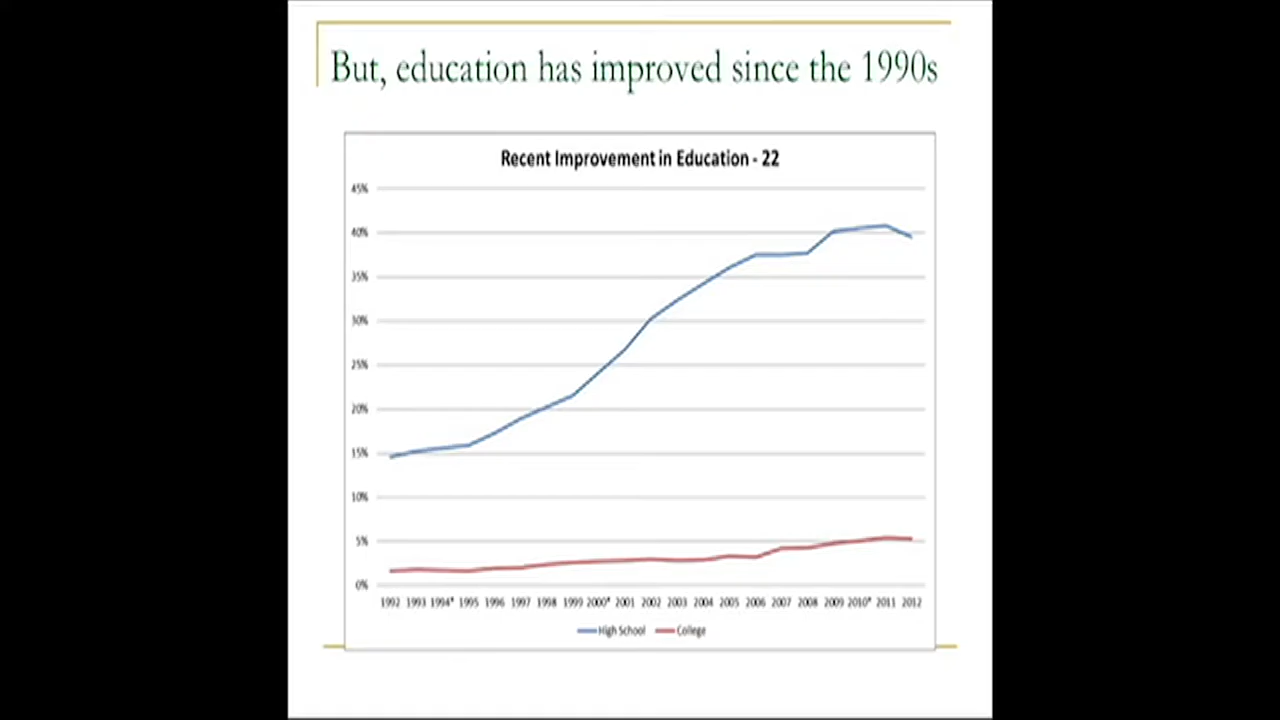 But, education has improved since the 1990s
Recent Improvement in Education - 22
45%
40%
35%
30%
25%
20%
15%
10%
5%
0%
1992 1993 1994* 1995 1996 1997 1998 1999 2000* 2001 2002 2003 2004 2005 2006 2007 2008 2009 2010* 2011 2012
High School College